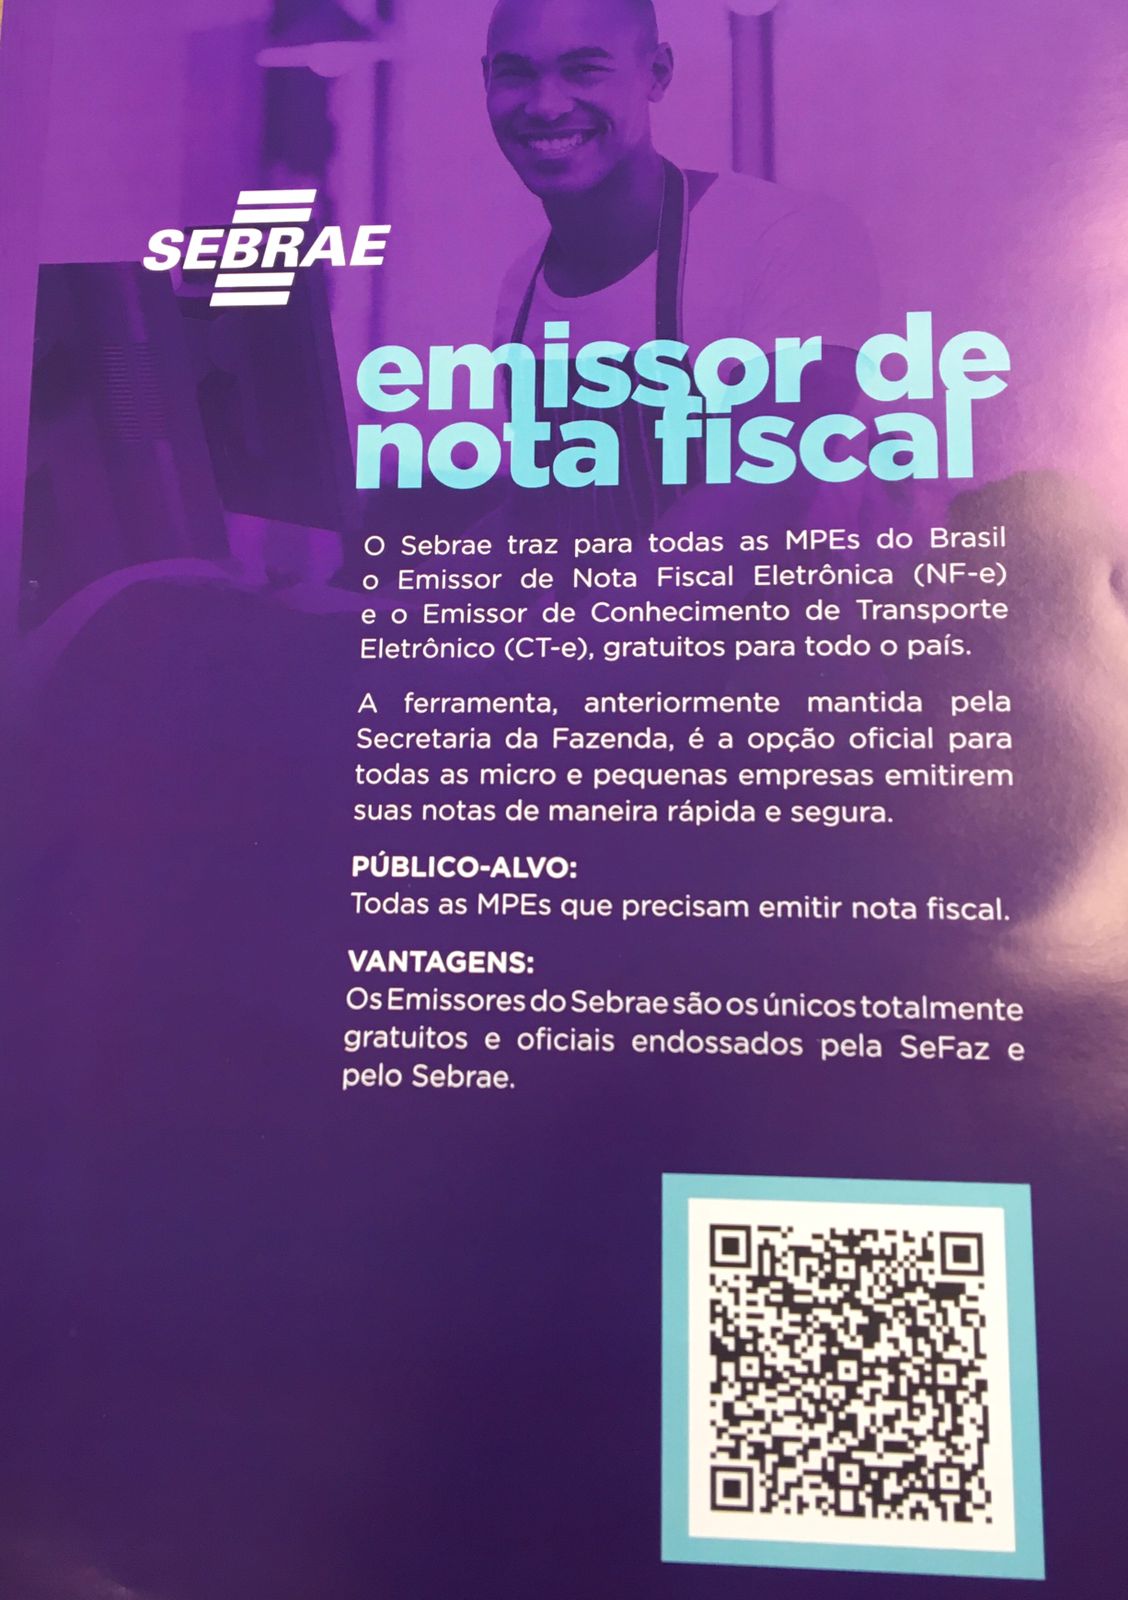 SEBRAE
emissor de
nota fiscal
O Sebrae traz para todas as MPEs do Brasil
o Emissor de Nota Fiscal Eletrônica (NF-e)
e o Emissor de Conhecimento de Transporte
Eletrônico (CT-e), gratuitos para todo o país.
A ferramenta, anteriormente mantida pela
Secretaria da Fazenda, é a opção oficial para
todas as micro e pequenas empresas emitirem
suas notas de maneira rápida e segura.
PÚBLICO-ALVO:
Todas as MPEs que precisam emitir nota fiscal.
VANTAGENS:
Os Emissores do Sebrae são os únicos totalmente
gratuitos e oficiais endossados pela SeFaz e
pelo Sebrae.